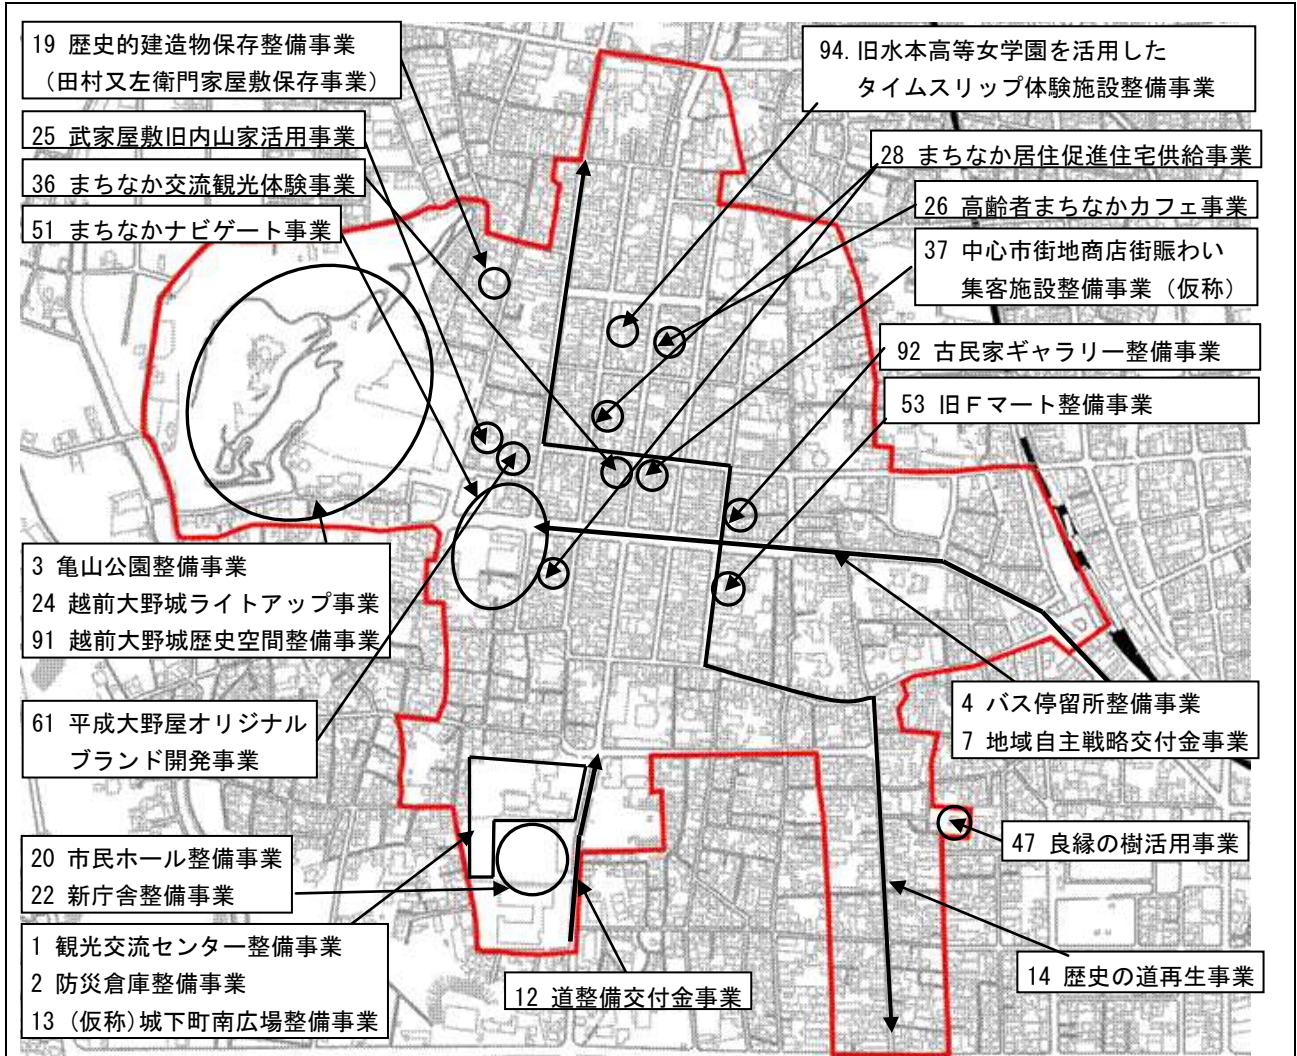 19 歴史的建造物保存整備事業
（田村又左衛門家屋敷保存事業）
25 武家屋敷旧内山家活用事業
36 まちなか交流観光体験事業
51 まちなかナビゲート事業
94. 旧水本高等女学園を活用した
タイムスリップ体験施設整備事業
28 まちなか居住促進住宅供給事業
26 高齢者まちなかカフェ事業
37 中心市街地商店街賑わい
集客施設整備事業（仮称）
92 古民家ギャラリー整備事業
53 旧Ｆマート整備事業
3 亀山公園整備事業
24 越前大野城ライトアップ事業
91 越前大野城歴史空間整備事業
61 平成大野屋オリジナル
ブランド開発事業
4 バス停留所整備事業
7 地域自主戦略交付金事業
47 良縁の樹活用事業
20 市民ホール整備事業
22 新庁舎整備事業
1 観光交流センター整備事業
2 防災倉庫整備事業
13 (仮称)城下町南広場整備事業
12 道整備交付金事業
14 歴史の道再生事業